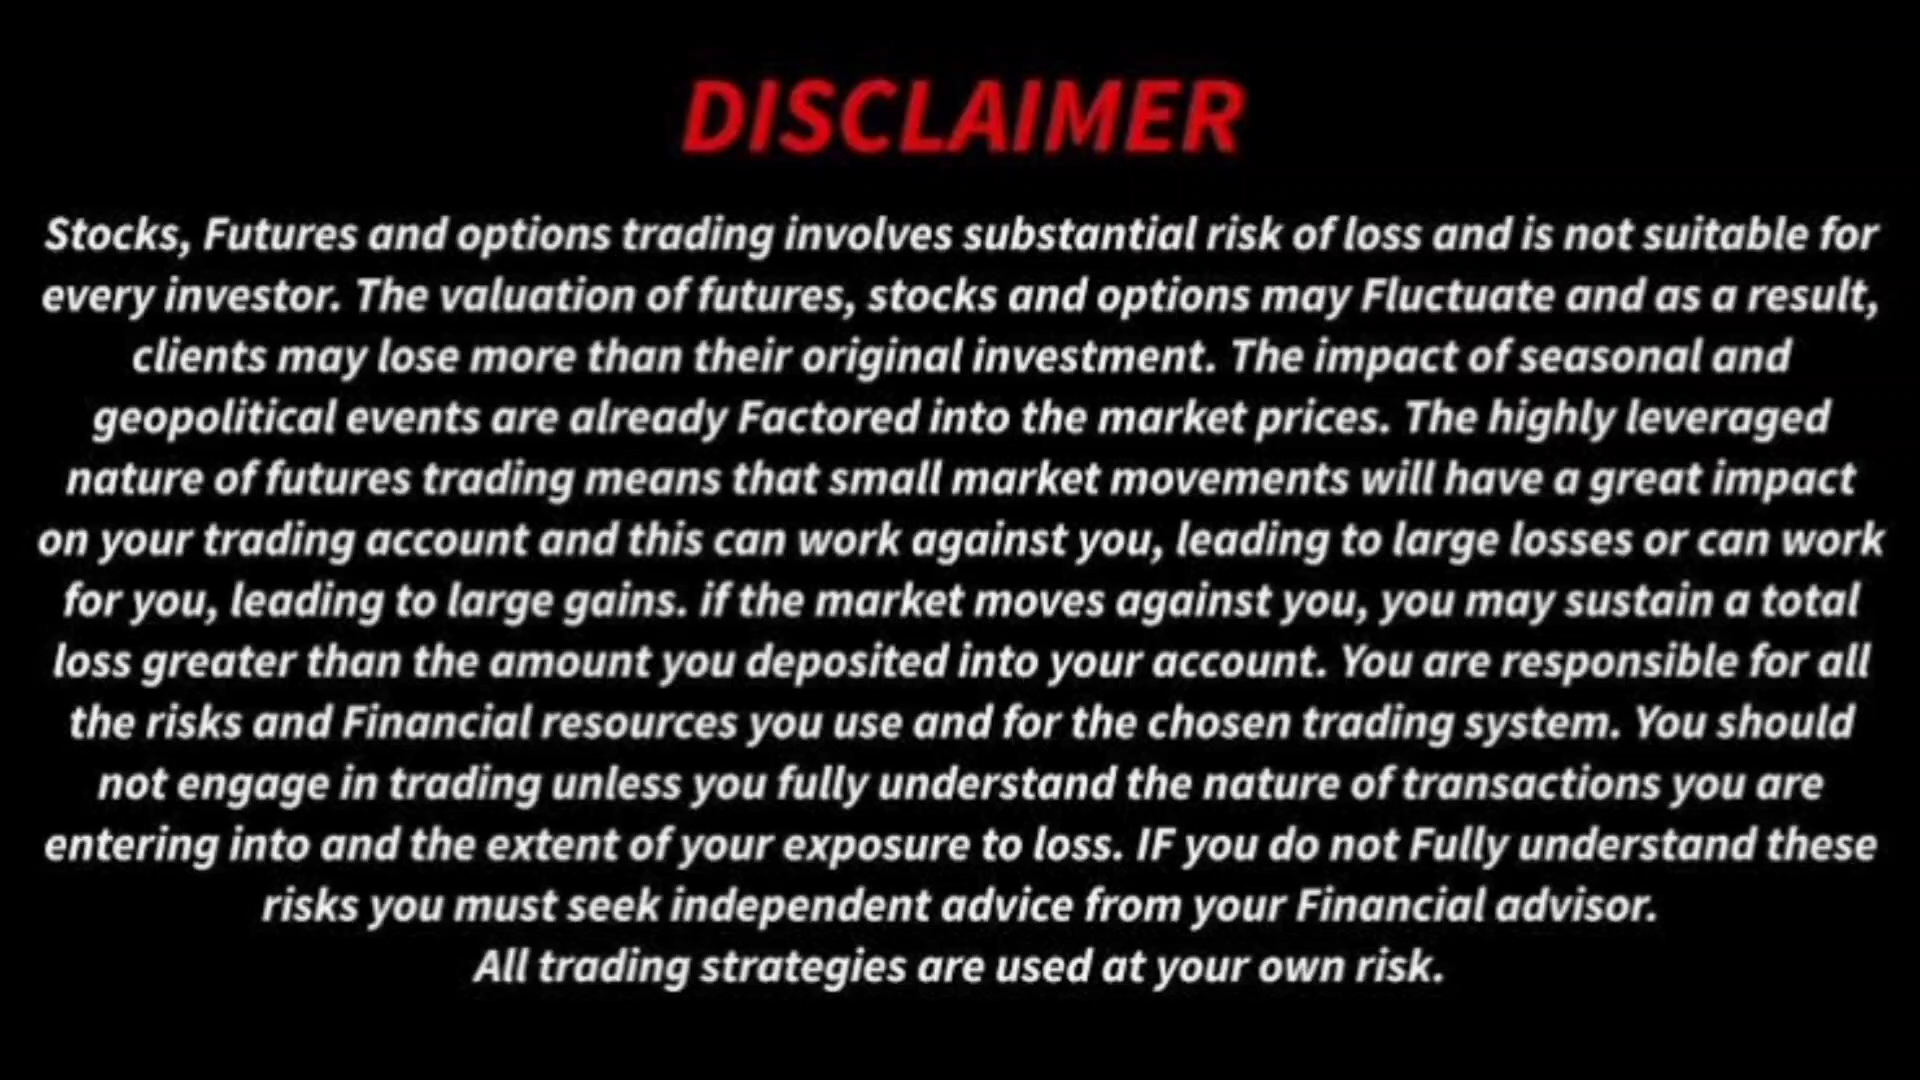 DISCLAIMER
Stocks, Futures and options trading involves substantial risk of loss and is not suitable for
every investor. The valuation of futures, stocks and options may Fluctuate and as a result,
clients may lose more than their original investment. The impact of seasonal and
geopolitical events are already Factored into the market prices. The highly leveraged
nature of futures trading means that small market movements will have a great impact
on your trading account and this can work against you, leading to large losses or can work
for you, leading to large gains. if the market moves against you, you may sustain a total
loss greater than the amount you deposited into your account. You are responsible for all
the risks and Financial resources you use and for the chosen trading system. You should
not engage in trading unless you fully understand the nature of transactions you are
entering into and the extent of your exposure to loss. IF you do not Fully understand these
risks you must seek independent advice from your Financial advisor.
All trading strategies are used at your own risk.